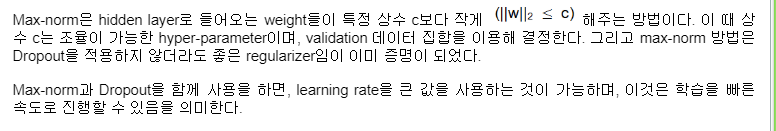 Max-norm은 hidden layer로 들어오는 weight들이 특정 상수 c보다 작게 (||w||₂ ≤ c) 해주는 방법이다. 이 때 상
수 c는 조율이 가능한 hyper-parameter이며, validation 데이터 집합을 이용해 결정한다. 그리고 max-norm 방법은
Dropout을 적용하지 않더라도 좋은 regularizer임이 이미 증명이 되었다.
Max-norm과 Dropout을 함께 사용을 하면, learning rate을 큰 값을 사용하는 것이 가능하며, 이것은 학습을 빠른
속도로 진행할 수 있음을 의미한다.